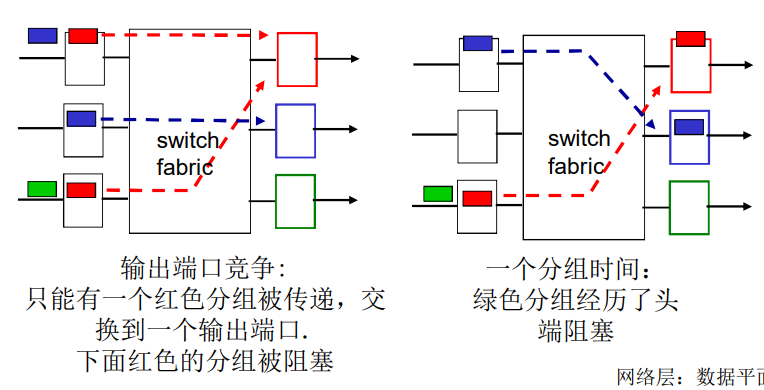 switch
fabric
输出端口竞争:
只能有一个红色分组被传递，交
换到一个输出端口.
下面红色的分组被阻塞
switch
fabric
一个分组时间：
绿色分组经历了头
端阻塞
网络层：数据平面